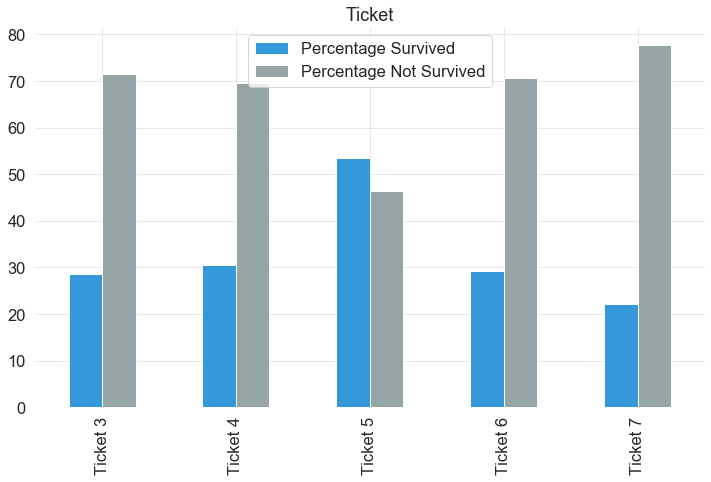 Ticket
Percentage Survived
Percentage Not Survived
80
70
60
50
40
30
20
10
0
Ticket 3
Ticket 4
Ticket 5
Ticket 6
Ticket 7